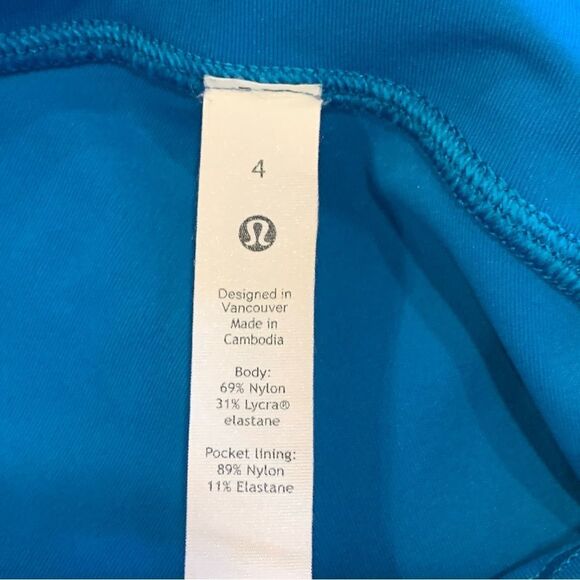 4
Designed in
Vancouver
Made in
Cambodia
Body:
69% Nylon
31% Lycra®
elastane
Pocket lining:
89% Nylon
11% Elastane